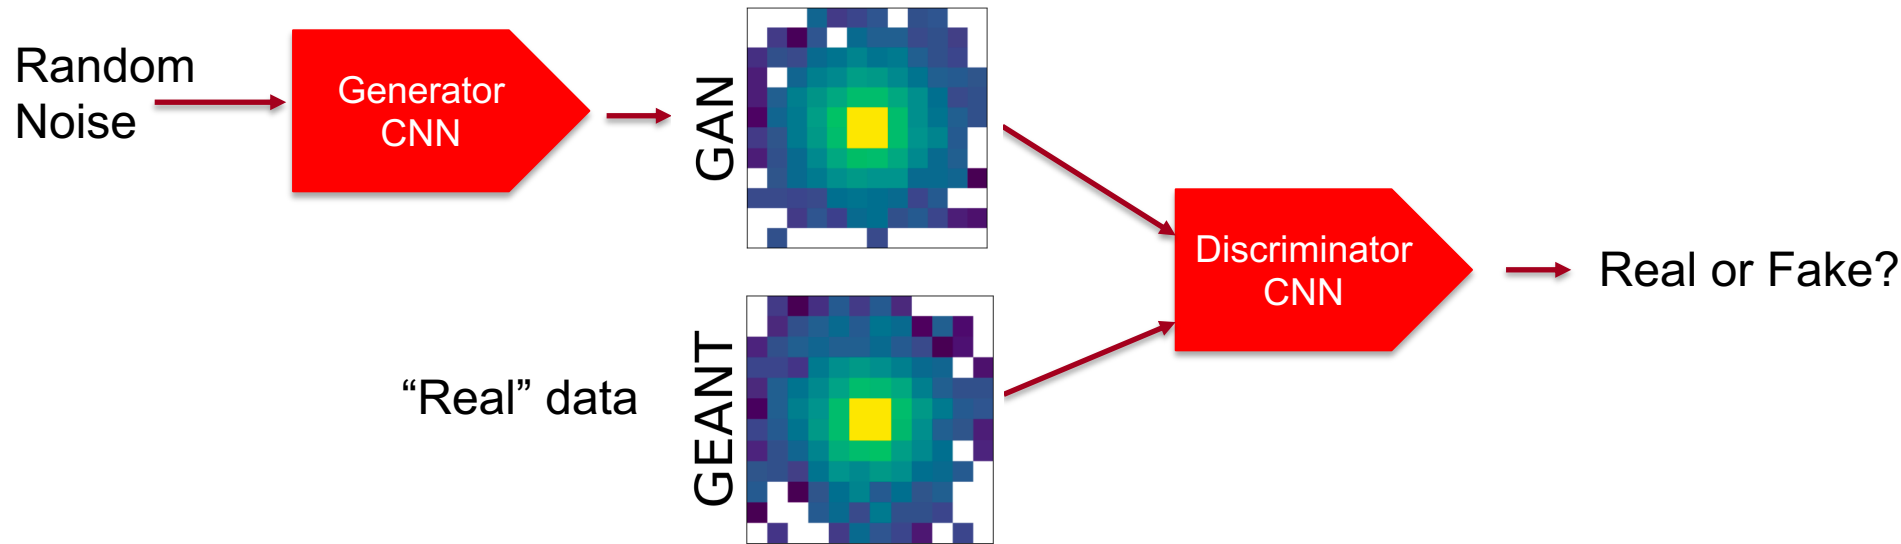 Random
Noise
Generator
CNN
GAN
Discriminator
CNN
Real or Fake?
“Real” data
GEANT